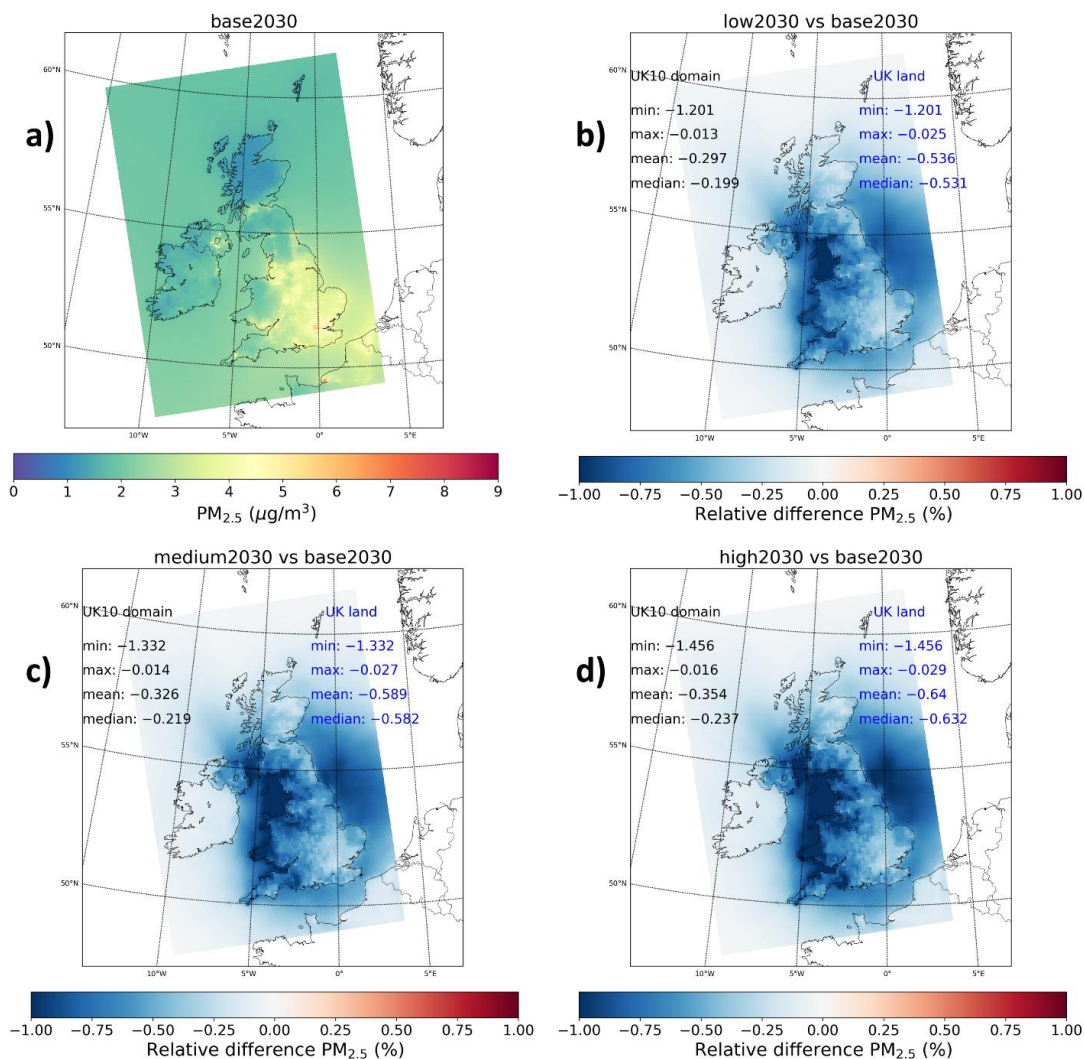 base2030
a)
60°N
55°N
50°N
10°W
5°W
0°
5°E
0
1
2
3
4
5
6
7
8
9
PM2.5 (μg/m³)
low2030 vs base2030
b)
60°N
55°N
50°N
UK10 domain
min: −1.201
max: −0.013
mean: −0.297
median: −0.199
UK land
min: −1.201
max: −0.025
mean: −0.536
median: −0.531
10°W
5°W
0°
5°E
−1.00
−0.75
−0.50
−0.25
0.00
0.25
0.50
0.75
1.00
Relative difference PM2.5 (%)
medium2030 vs base2030
c)
60°N
55°N
50°N
UK10 domain
min: −1.332
max: −0.014
mean: −0.326
median: −0.219
UK land
min: −1.332
max: −0.027
mean: −0.589
median: −0.582
10°W
5°W
0°
5°E
−1.00
−0.75
−0.50
−0.25
0.00
0.25
0.50
0.75
1.00
Relative difference PM2.5 (%)
high2030 vs base2030
d)
60°N
55°N
50°N
UK10 domain
min: −1.456
max: −0.016
mean: −0.354
median: −0.237
UK land
min: −1.456
max: −0.029
mean: −0.64
median: −0.632
10°W
5°W
0°
5°E
−1.00
−0.75
−0.50
−0.25
0.00
0.25
0.50
0.75
1.00
Relative difference PM2.5 (%)